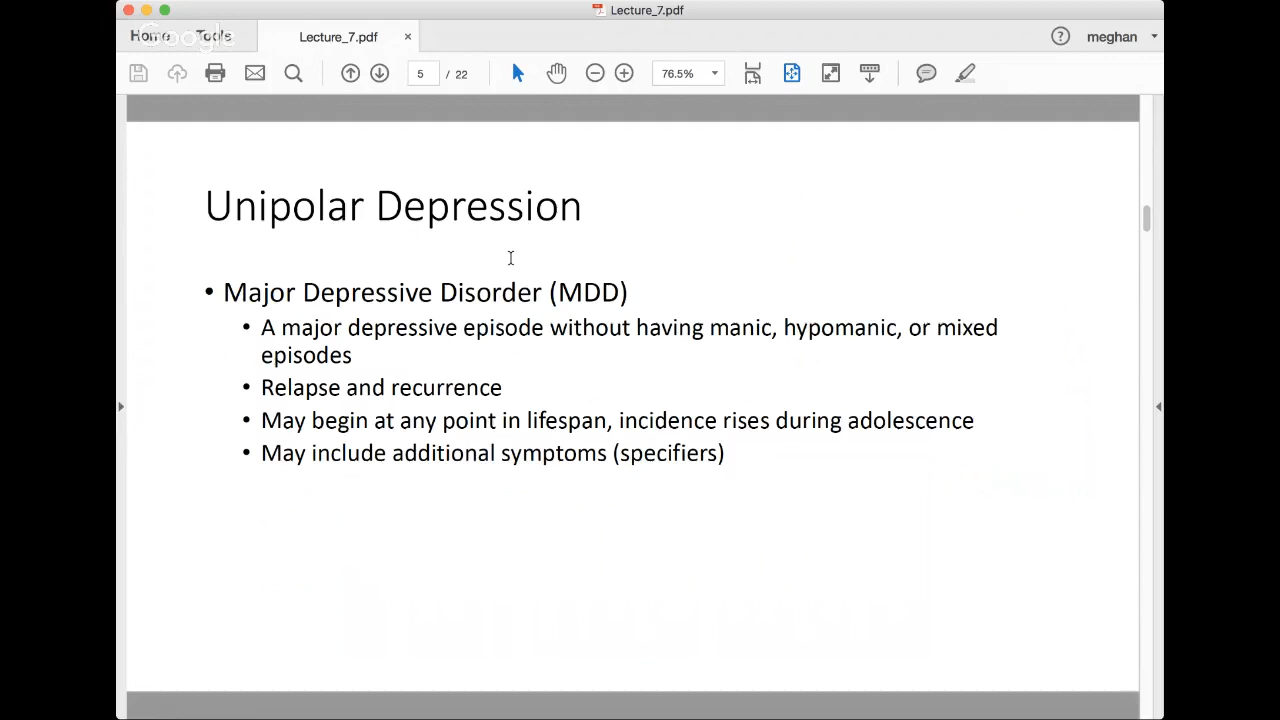 Lecture_7.pdf
Home Tools Lecture_7.pdf × ? meghan
Google
5 / 22 76.5%
Unipolar Depression
• Major Depressive Disorder (MDD)
• A major depressive episode without having manic, hypomanic, or mixed
episodes
• Relapse and recurrence
• May begin at any point in lifespan, incidence rises during adolescence
• May include additional symptoms (specifiers)